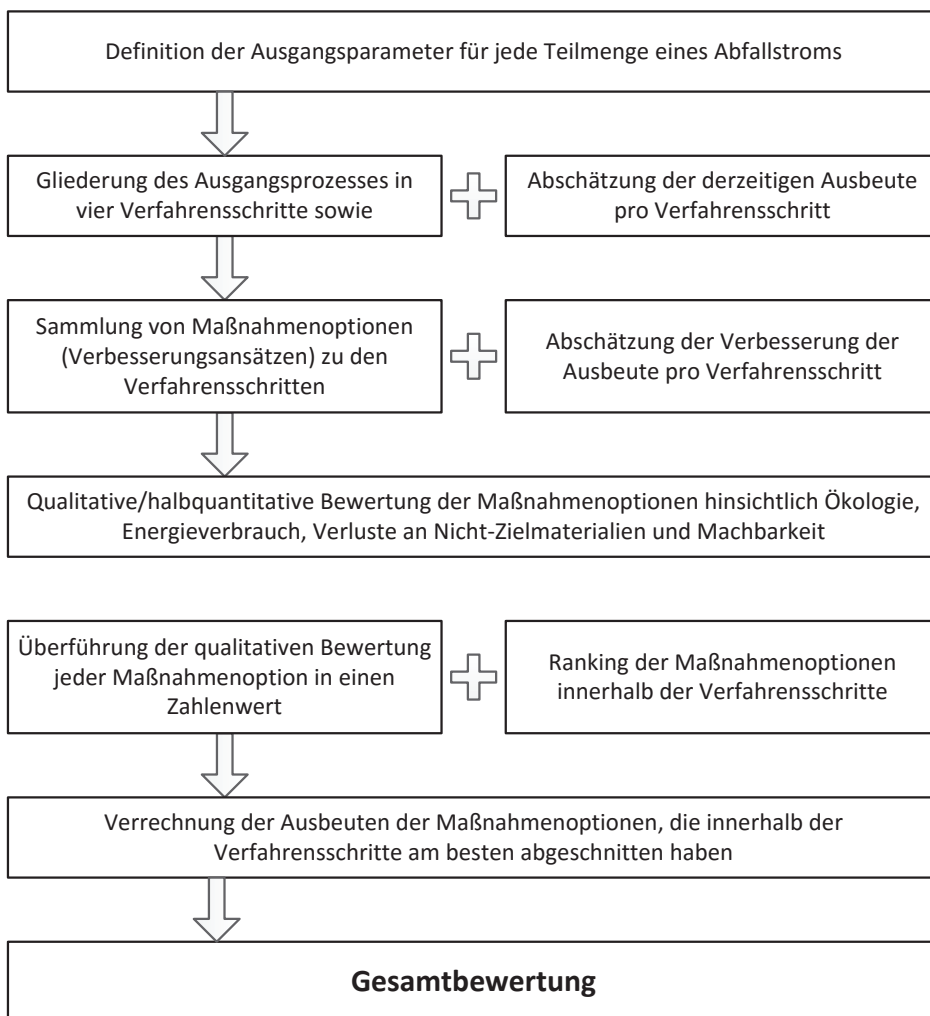 Definition der Ausgangsparameter für jede Teilmenge eines Abfallstroms
Gliederung des Ausgangsprozesses in
vier Verfahrensschritte sowie
Abschätzung der derzeitigen Ausbeute
pro Verfahrensschritt
Sammlung von Maßnahmenoptionen
(Verbesserungsansätzen) zu den
Verfahrensschritten
Abschätzung der Verbesserung der
Ausbeute pro Verfahrensschritt
Qualitative/halbquantitative Bewertung der Maßnahmenoptionen hinsichtlich Ökologie,
Energieverbrauch, Verluste an Nicht-Zielmaterialien und Machbarkeit
Überführung der qualitativen Bewertung
jeder Maßnahmenoption in einen
Zahlenwert
Ranking der Maßnahmenoptionen
innerhalb der Verfahrensschritte
Verrechnung der Ausbeuten der Maßnahmenoptionen, die innerhalb der
Verfahrensschritte am besten abgeschnitten haben
Gesamtbewertung